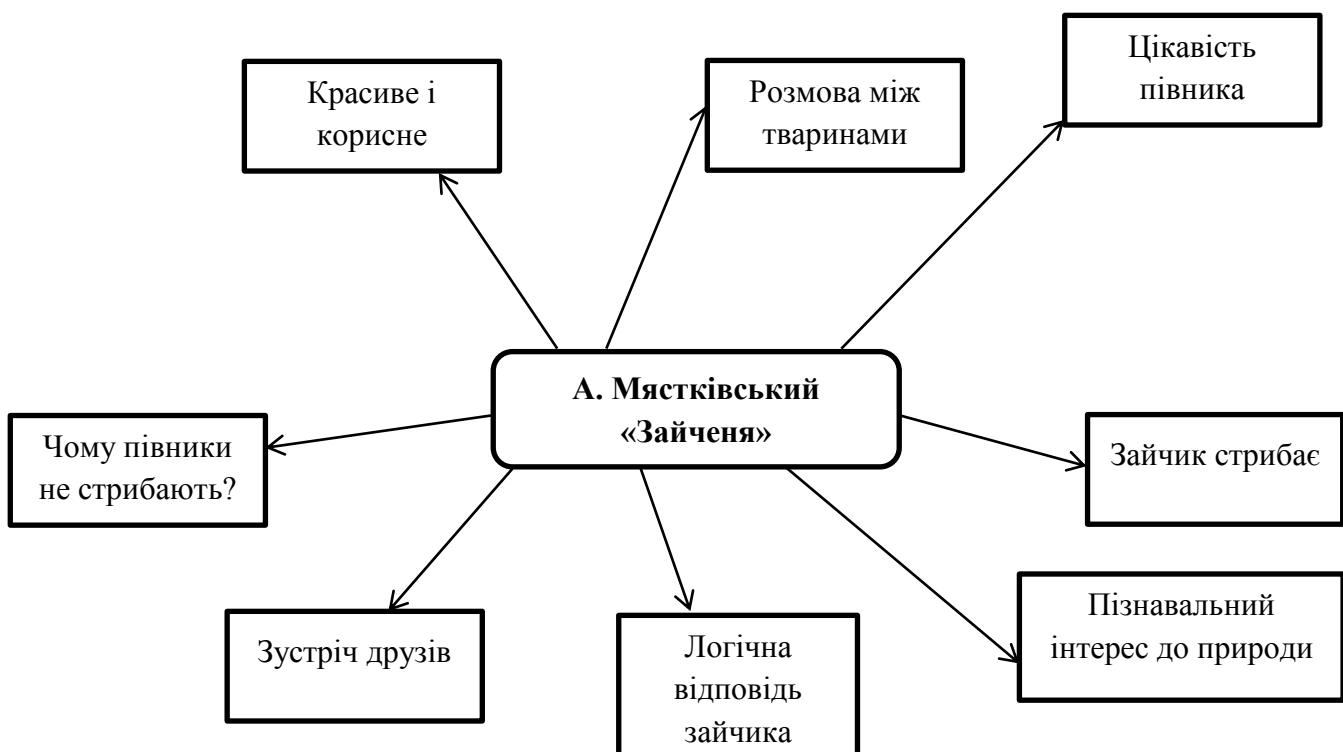 Цікавість
півника
Красиве і
корисне
Розмова між
тваринами
А. Мястківський
«Зайченя»
Чому півники
не стрибають?
Зайчик стрибає
Зустріч друзів
Логічна
відповідь
зайчика
Пізнавальний
інтерес до природи